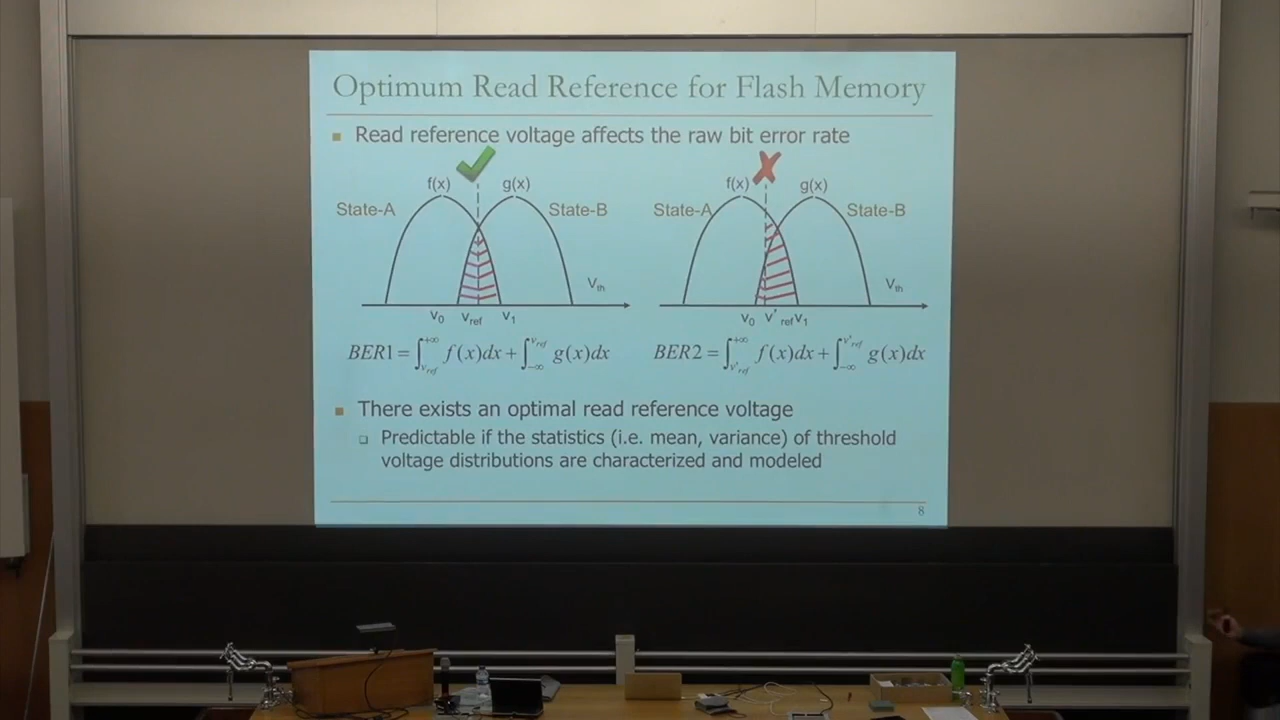 Optimum Read Reference for Flash Memory
Read reference voltage affects the raw bit error rate
f(x) g(x)
State-A State-B
Vth
v0 vref v1
BER1 = ∫_{vref}^{+∞} f(x)dx + ∫_{-∞}^{vref} g(x)dx
f(x) g(x)
State-A State-B
Vth
v0 v'ref v1
BER2 = ∫_{v'ref}^{+∞} f(x)dx + ∫_{-∞}^{v'ref} g(x)dx
There exists an optimal read reference voltage
Predictable if the statistics (i.e. mean, variance) of threshold
voltage distributions are characterized and modeled
8